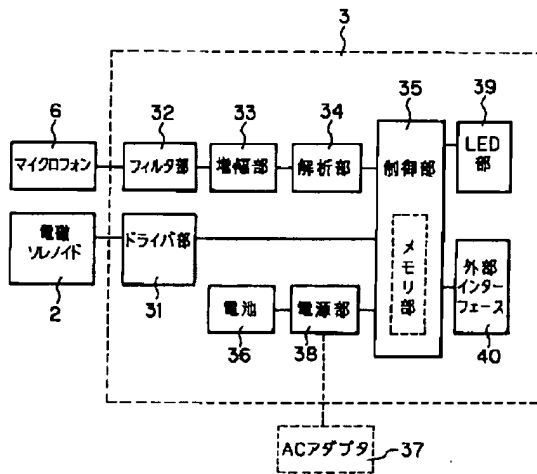 3
6
32
33
34
35
39
マイクロフォン
フィルタ部
増幅部
解析部
制御部
LED
部
電磁
ソレノイド
ドライバ部
メモリ部
外部
インター
フェース
2
31
電池
電源部
36
38
40
ACアダプタ
37